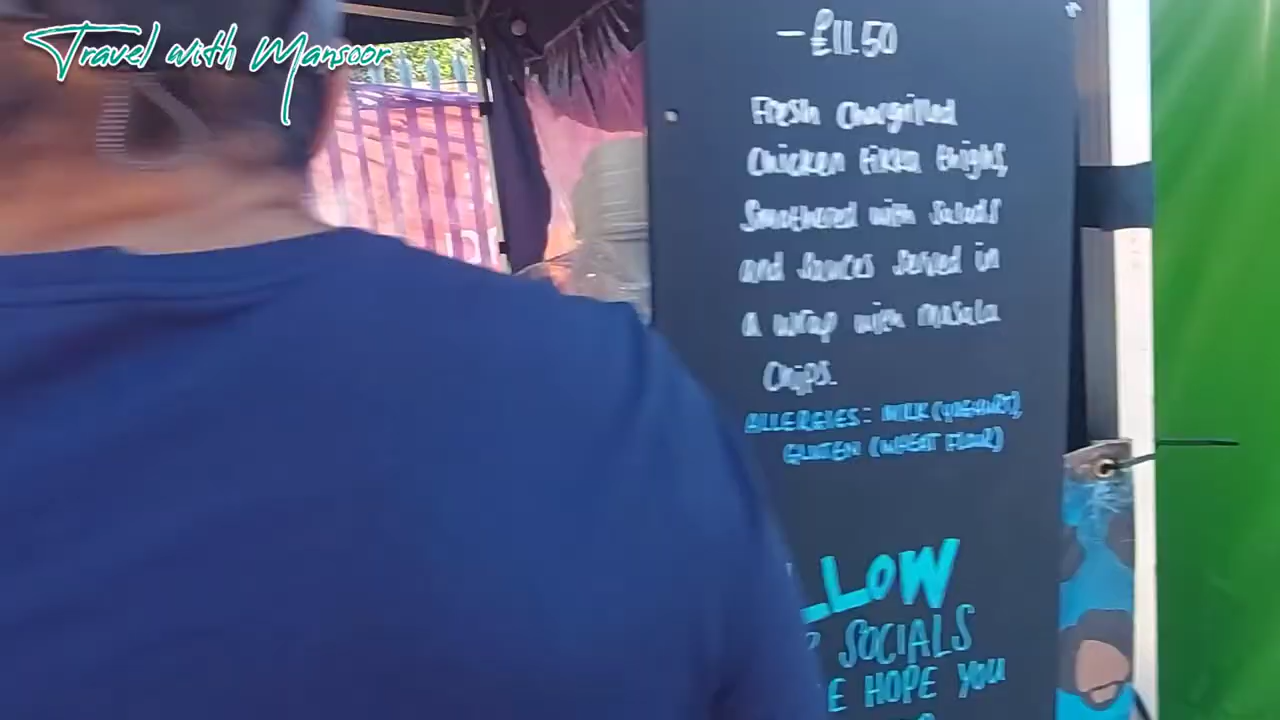 Travel with Mansoor
- £11.50
Fresh Chargrilled
Chicken Tikka thighs,
Smothered with Salads
and Sauces Served in
a wrap with masala
Chips.
ALLERGIES: MILK (YOGHURT),
GLUTEN (WHEAT FLOUR)
LLOW
SOCIALS
E HOPE YOU